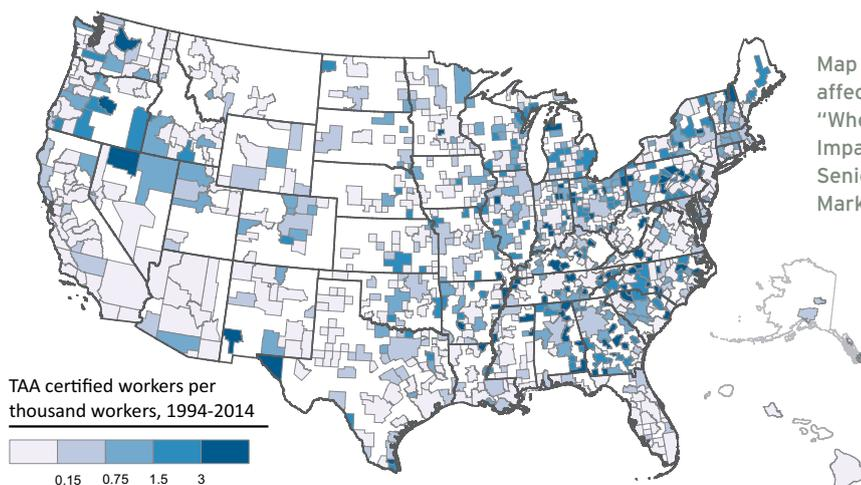 Map
affec
“Whe
Impa
Senio
Mark
TAA certified workers per
thousand workers, 1994-2014
0.15 0.75 1.5 3